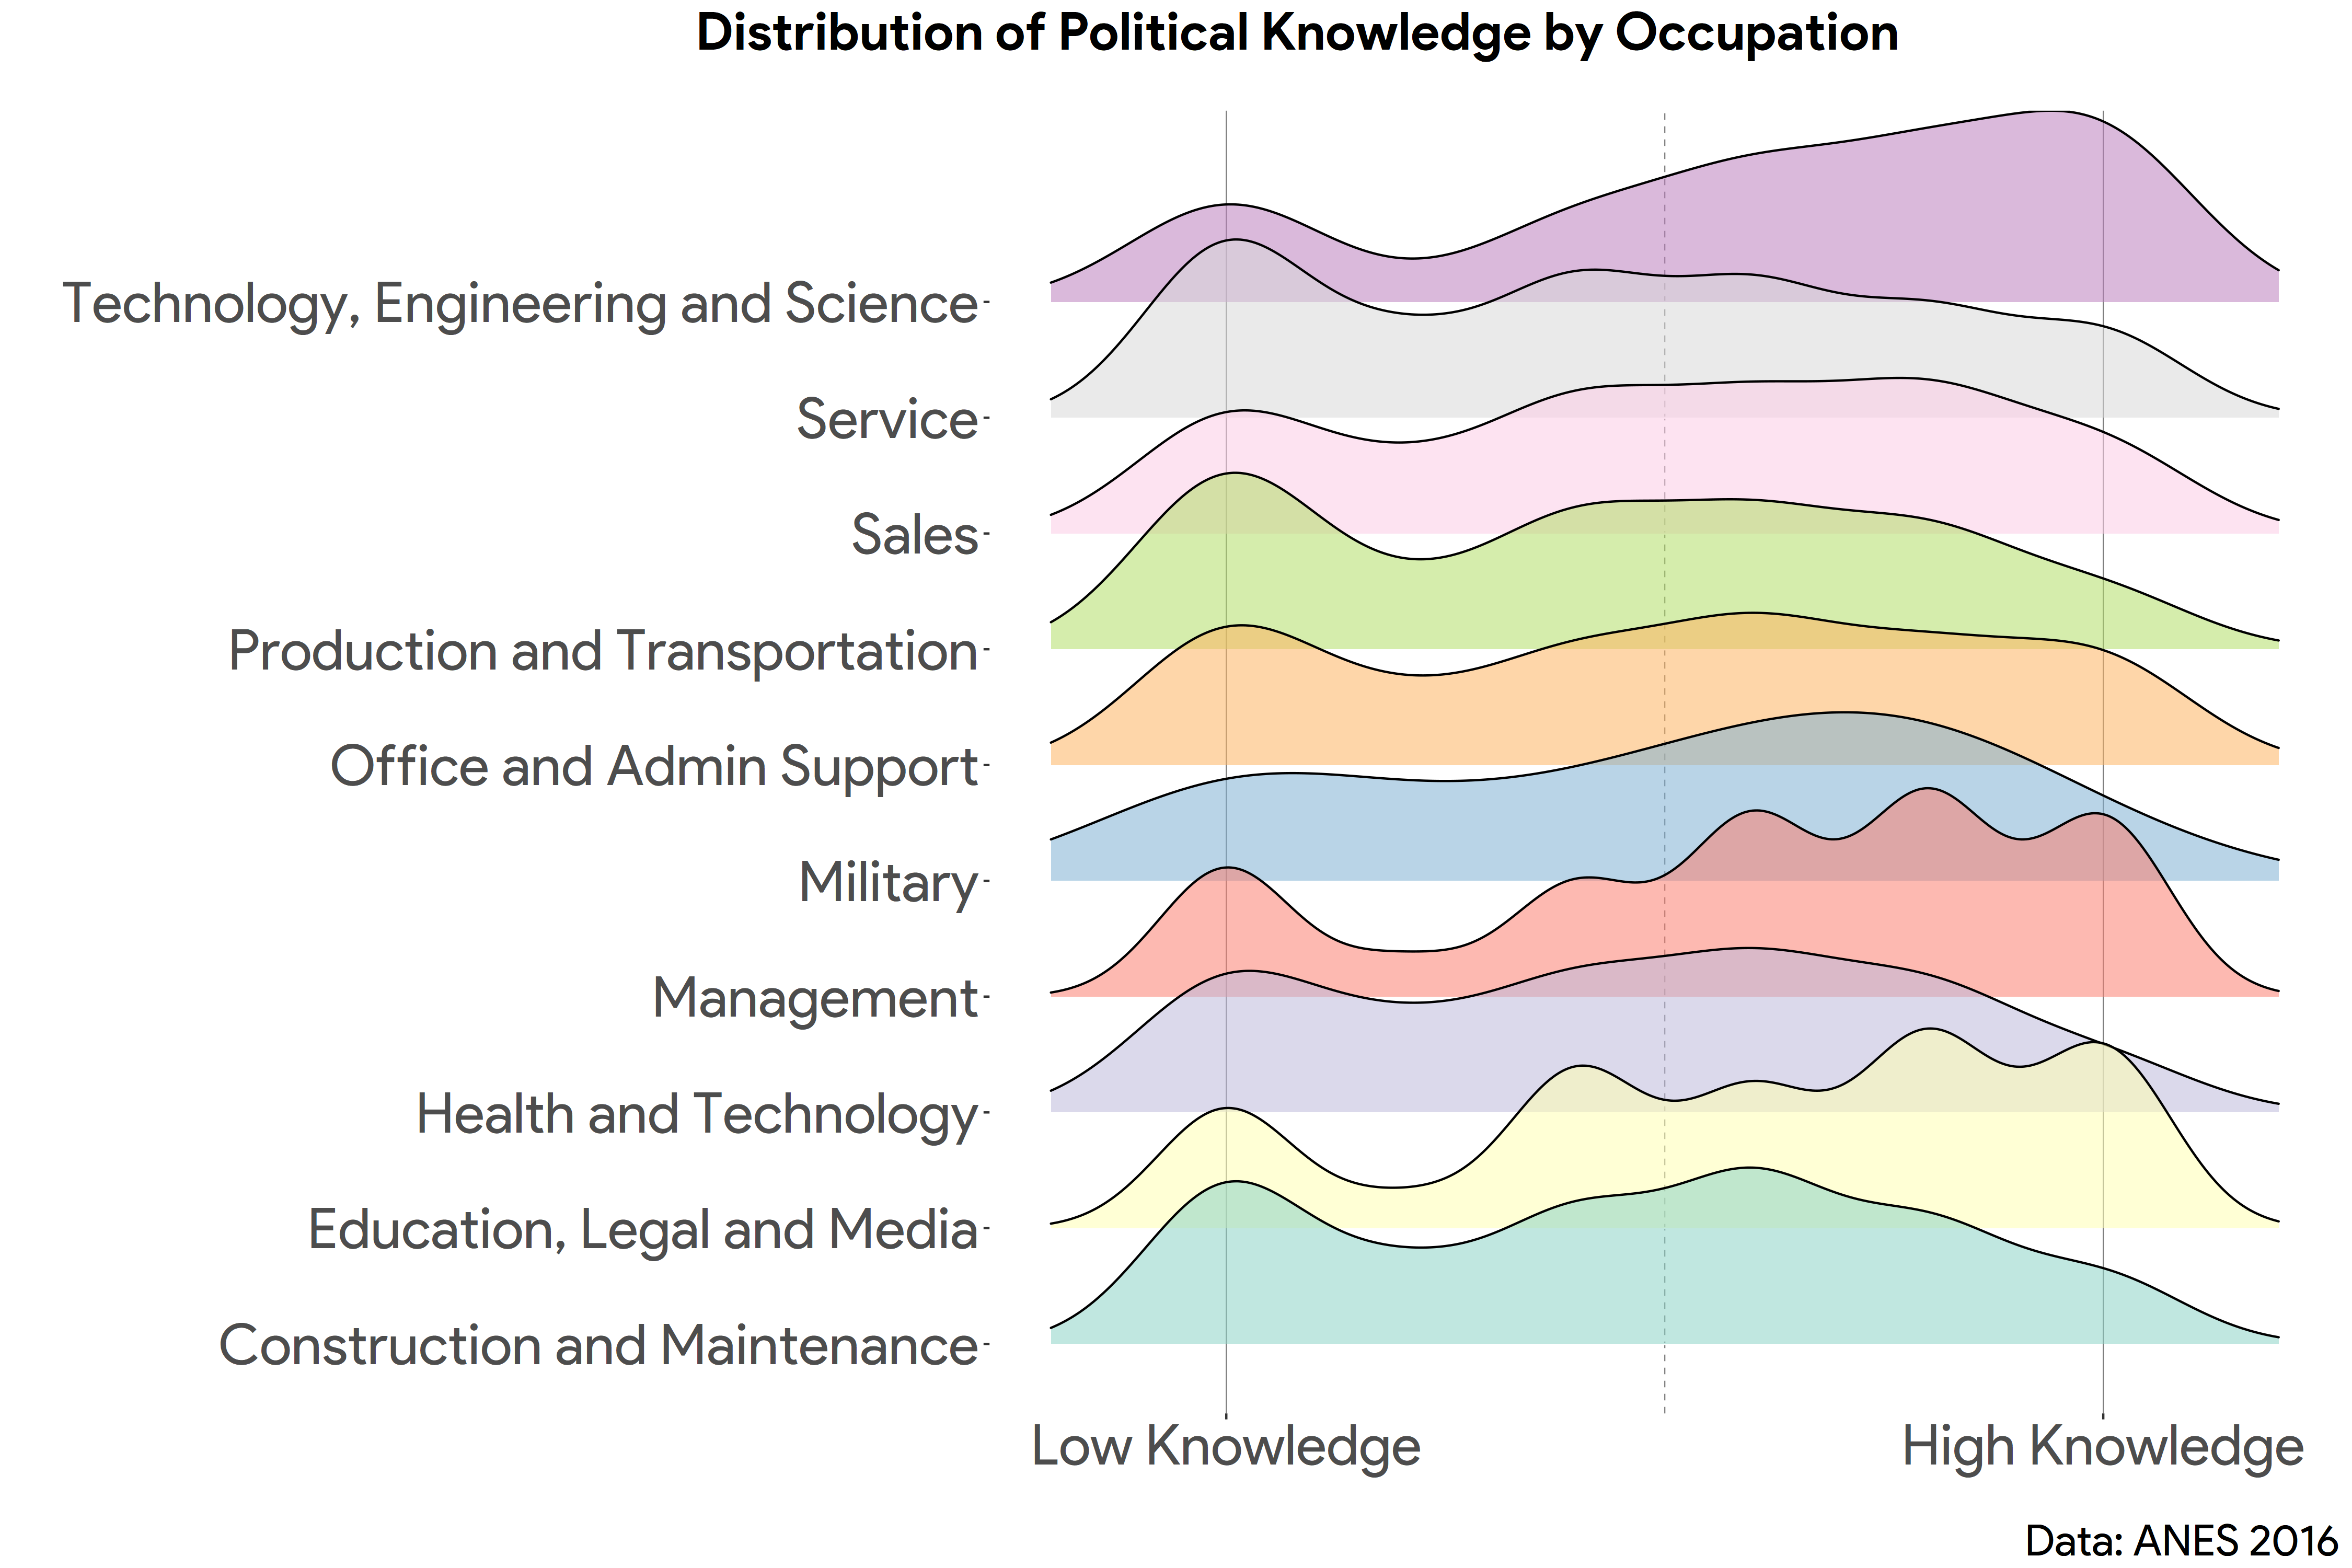 Distribution of Political Knowledge by Occupation
Technology, Engineering and Science
Service
Sales
Production and Transportation
Office and Admin Support
Military
Management
Health and Technology
Education, Legal and Media
Construction and Maintenance
Low Knowledge
High Knowledge
Data: ANES 2016